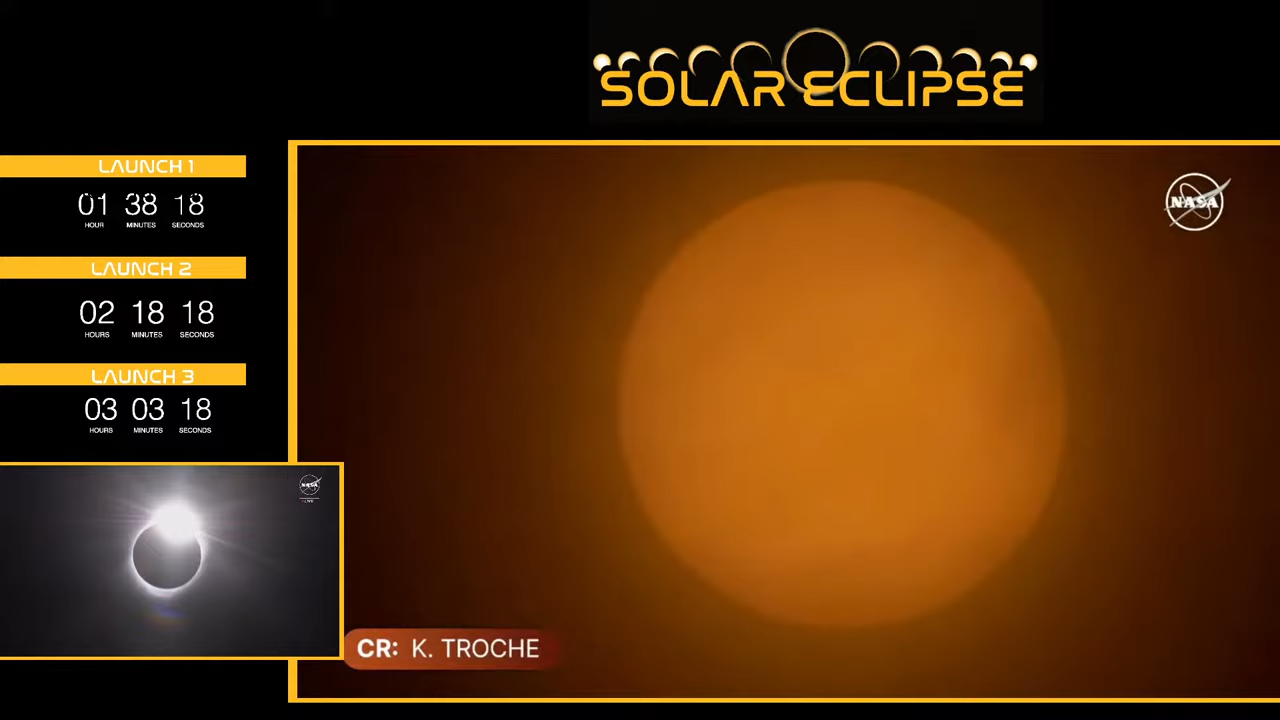 SOLAR ECLIPSE
LAUNCH 1
01 38 18
HOUR MINUTES SECONDS
LAUNCH 2
02 18 18
HOURS MINUTES SECONDS
LAUNCH 3
03 03 18
HOURS MINUTES SECONDS
NASA
NASA
CR: K. TROCHE